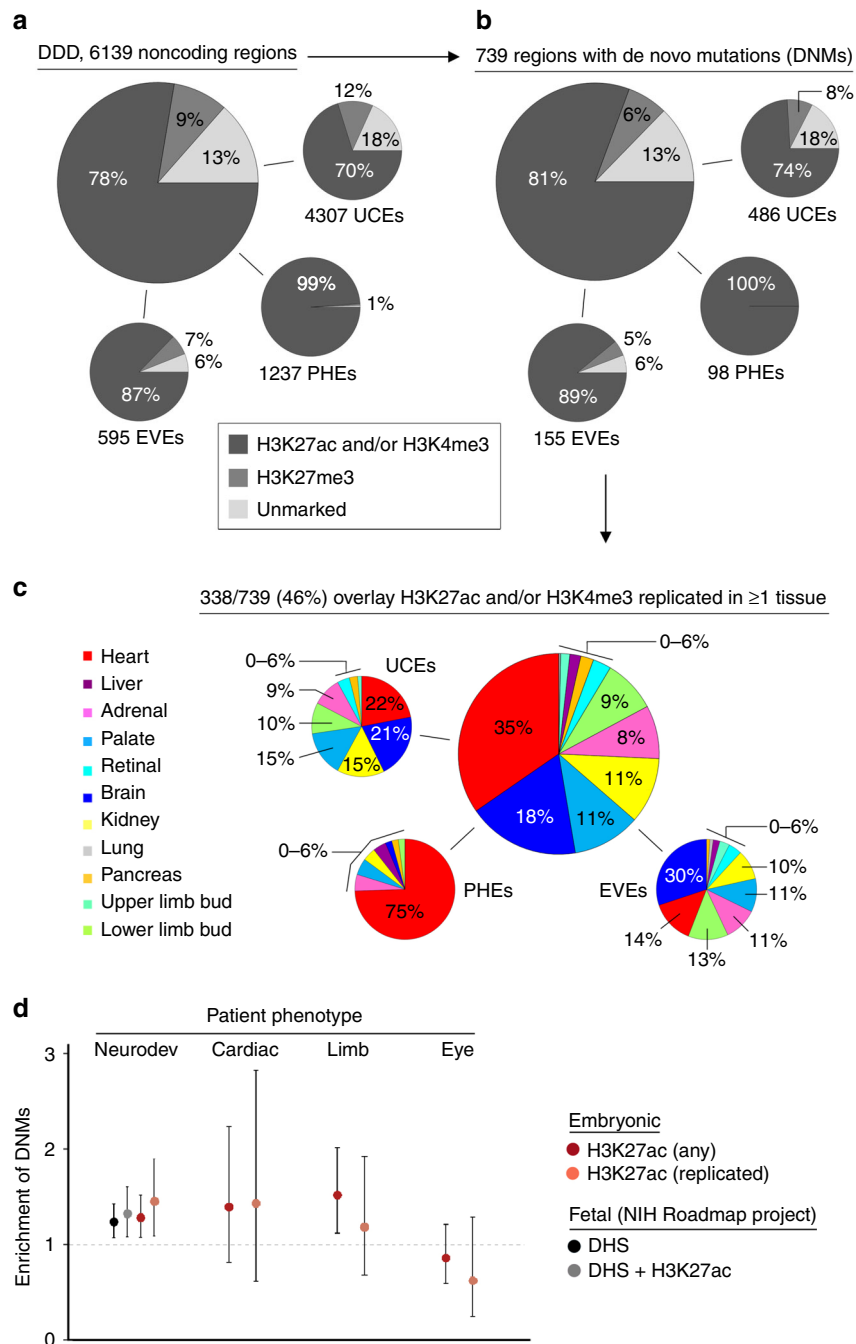 a
DDD, 6139 noncoding regions
78%
9%
13%
12%
18%
70%
4307 UCEs
99%
1%
1237 PHEs
7%
6%
87%
595 EVEs
b
739 regions with de novo mutations (DNMs)
81%
6%
13%
8%
18%
74%
486 UCEs
100%
98 PHEs
5%
6%
89%
155 EVEs
H3K27ac and/or H3K4me3
H3K27me3
Unmarked
c
338/739 (46%) overlay H3K27ac and/or H3K4me3 replicated in ≥1 tissue
Heart
Liver
Adrenal
Palate
Retinal
Brain
Kidney
Lung
Pancreas
Upper limb bud
Lower limb bud
UCEs
0–6%
9%
10%
15%
15%
21%
22%
0–6%
35%
9%
8%
11%
11%
18%
PHEs
0–6%
75%
EVEs
0–6%
30%
10%
11%
11%
13%
14%
d
Patient phenotype
Neurodev Cardiac Limb Eye
Enrichment of DNMs
3
2
1
0
Embryonic
H3K27ac (any)
H3K27ac (replicated)
Fetal (NIH Roadmap project)
DHS
DHS + H3K27ac